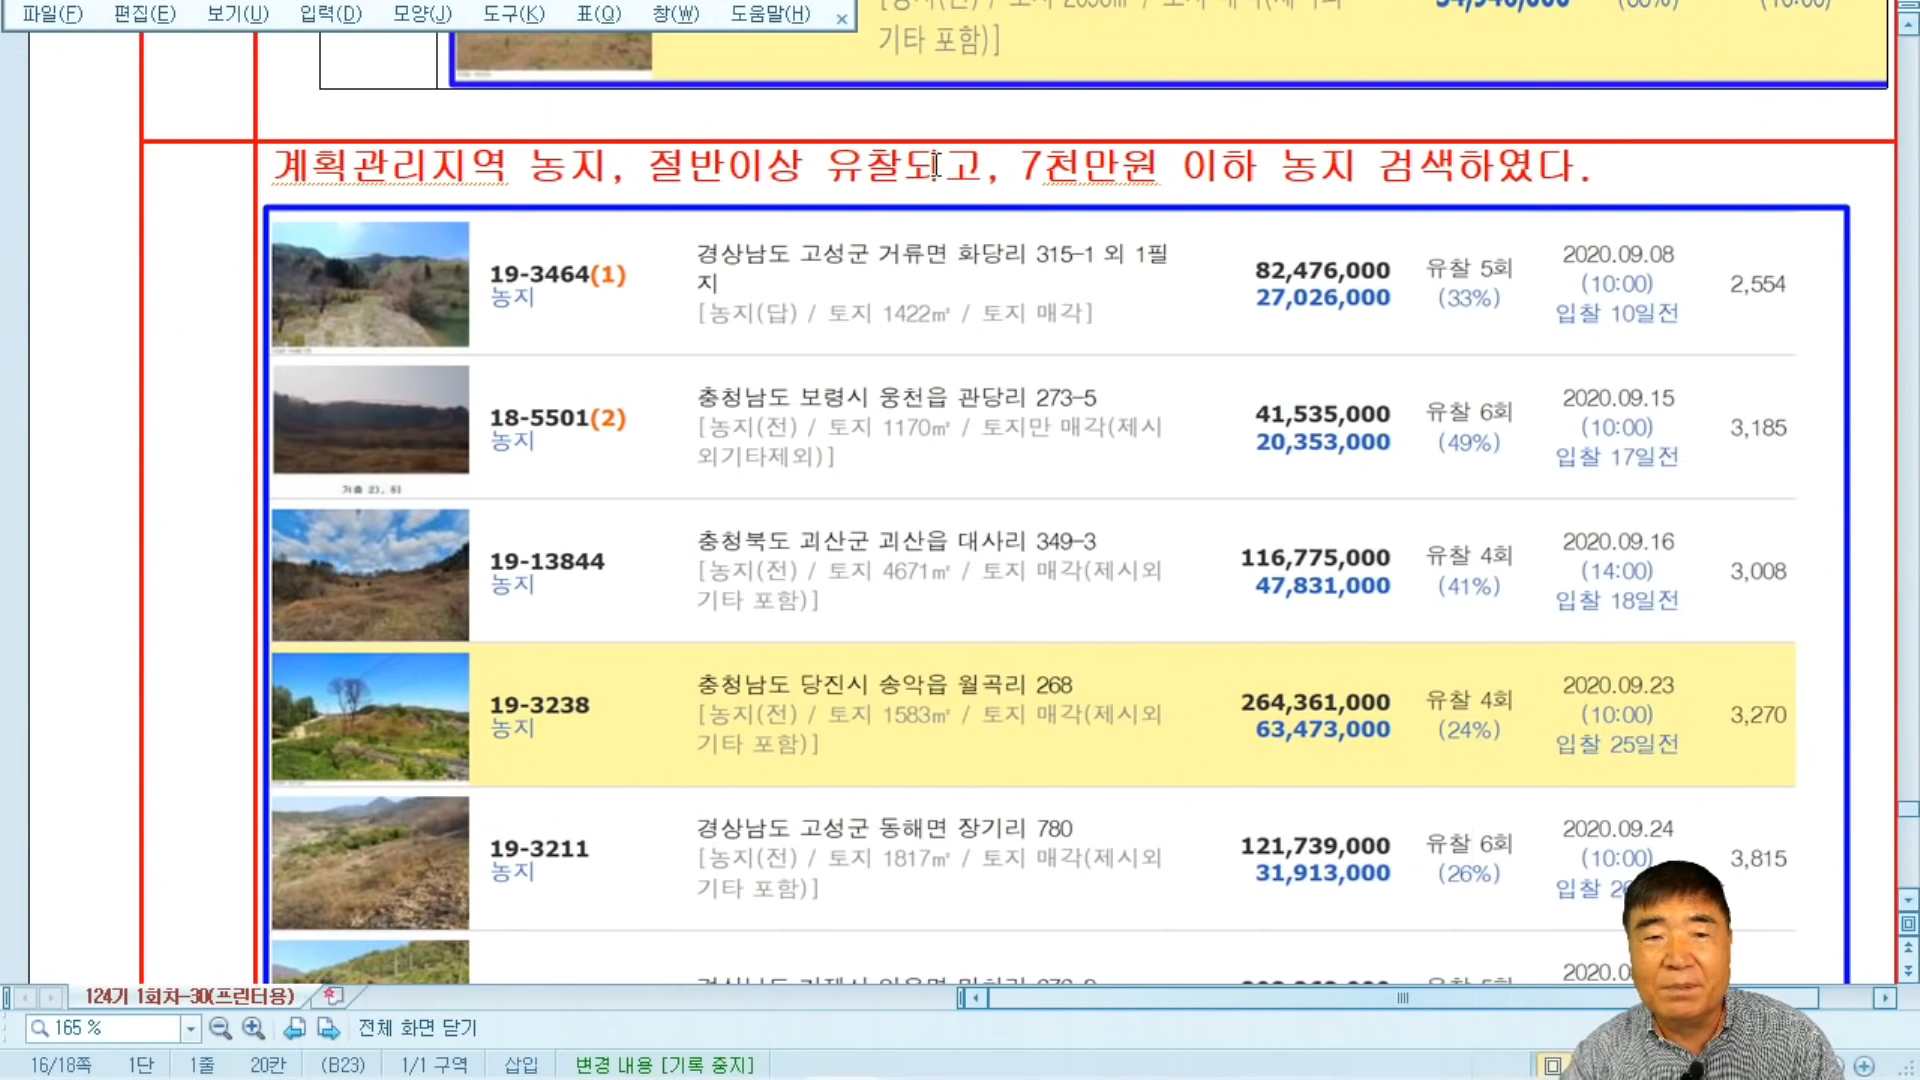 파일(F) 편집(E) 보기(U) 입력(D) 모양(J) 도구(K) 표(Q) 창(W) 도움말(H)
기타 포함)]
계획관리지역 농지, 절반이상 유찰되고, 7천만원 이하 농지 검색하였다.
19-3464(1)
농지
경상남도 고성군 거류면 화당리 315-1 외 1필
지
[농지(답) / 토지 1422㎡ / 토지 매각]
82,476,000
27,026,000
유찰 5회
(33%)
2020.09.08
(10:00)
입찰 10일전
2,554
18-5501(2)
농지
충청남도 보령시 웅천읍 관당리 273-5
[농지(전) / 토지 1170㎡ / 토지만 매각(제시
외기타제외)]
41,535,000
20,353,000
유찰 6회
(49%)
2020.09.15
(10:00)
입찰 17일전
3,185
19-13844
농지
충청북도 괴산군 괴산읍 대사리 349-3
[농지(전) / 토지 4671㎡ / 토지 매각(제시외
기타 포함)]
116,775,000
47,831,000
유찰 4회
(41%)
2020.09.16
(14:00)
입찰 18일전
3,008
19-3238
농지
충청남도 당진시 송악읍 월곡리 268
[농지(전) / 토지 1583㎡ / 토지 매각(제시외
기타 포함)]
264,361,000
63,473,000
유찰 4회
(24%)
2020.09.23
(10:00)
입찰 25일전
3,270
19-3211
농지
경상남도 고성군 동해면 장기리 780
[농지(전) / 토지 1817㎡ / 토지 매각(제시외
기타 포함)]
121,739,000
31,913,000
유찰 6회
(26%)
2020.09.24
(10:00)
입찰
3,815
124기 1회차-30(프린터용)
165 %
전체 화면 닫기
16/18쪽 1단 1줄 20칸 (B23) 1/1 구역 삽입 변경 내용 [기록 중지]